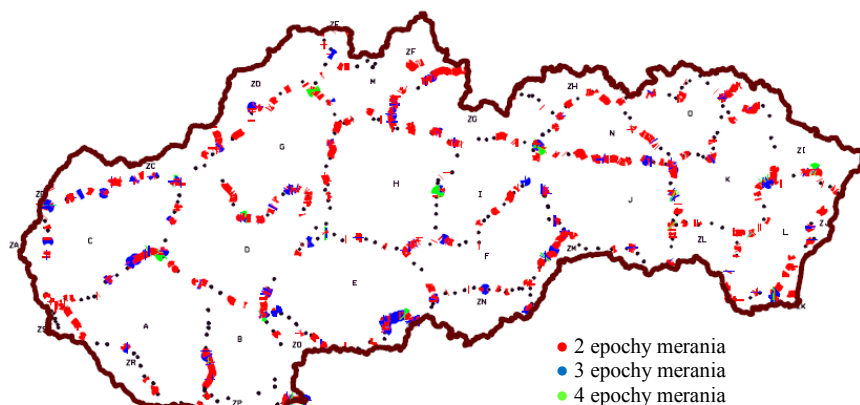 ZE
ZF
M
ZD
ZH
ZG
O
N
G
ZC
ZI
K
H
I
J
L
C
ZA
D
F
ZL
E
ZN
A
B
ZO
ZR
ZP
ZK
● 2 epochy merania
● 3 epochy merania
● 4 epochy merania